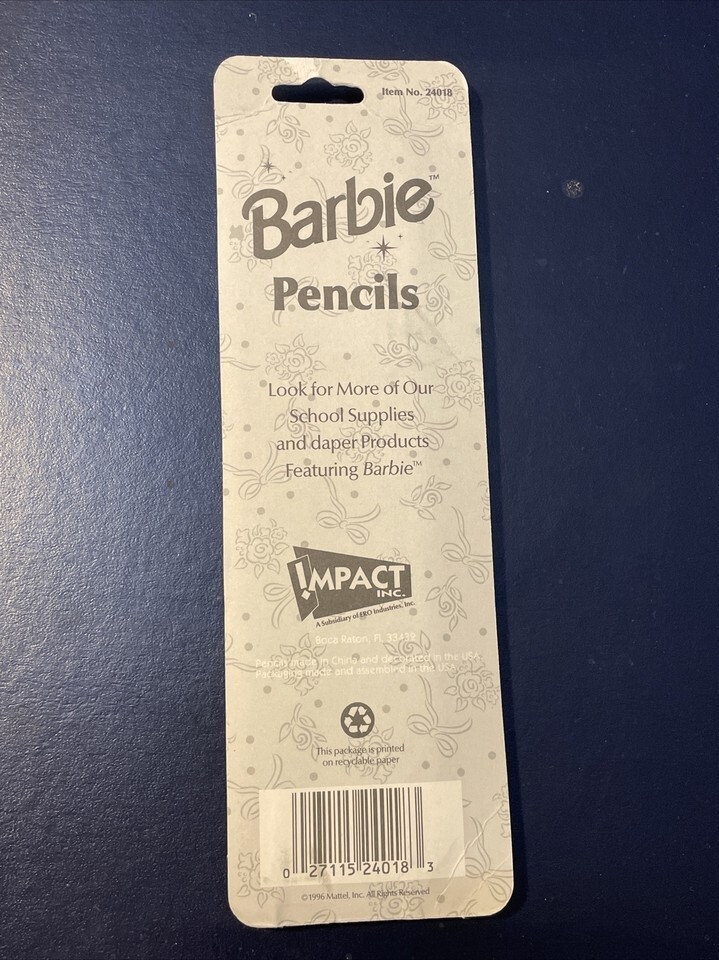 Item No. 24018
Barbie™
Pencils
Look for More of Our
School Supplies
and daper Products
Featuring Barbie™
!MPACT
INC.
A Subsidiary of ERO Industries, Inc.
Boca Raton, FL 33439
Pencils made in China and decorated in the USA.
Packaging made and assembled in the USA.
This package is printed
on recyclable paper
0 27115 24018 3
©1996 Mattel, Inc. All Rights Reserved